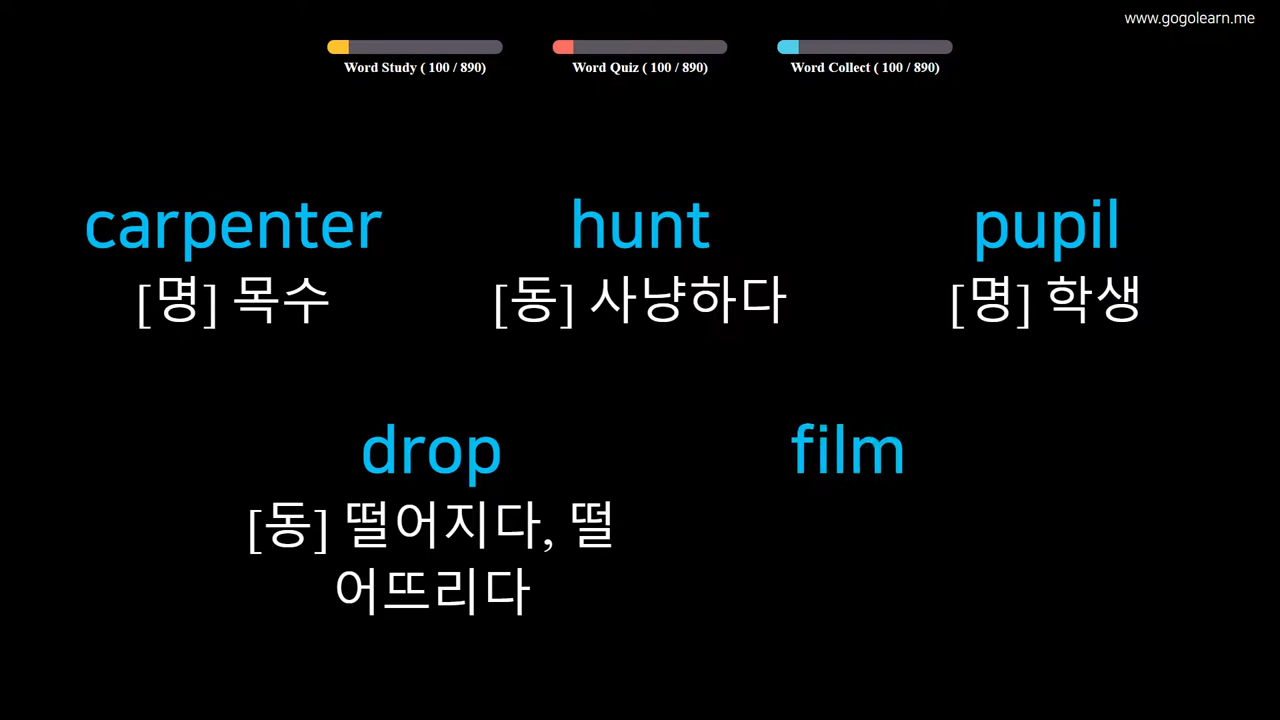 www.gogolearn.me
Word Study ( 100 / 890)
Word Quiz ( 100 / 890)
Word Collect ( 100 / 890)
carpenter
[명] 목수
hunt
[동] 사냥하다
pupil
[명] 학생
drop
[동] 떨어지다, 떨
어뜨리다
film